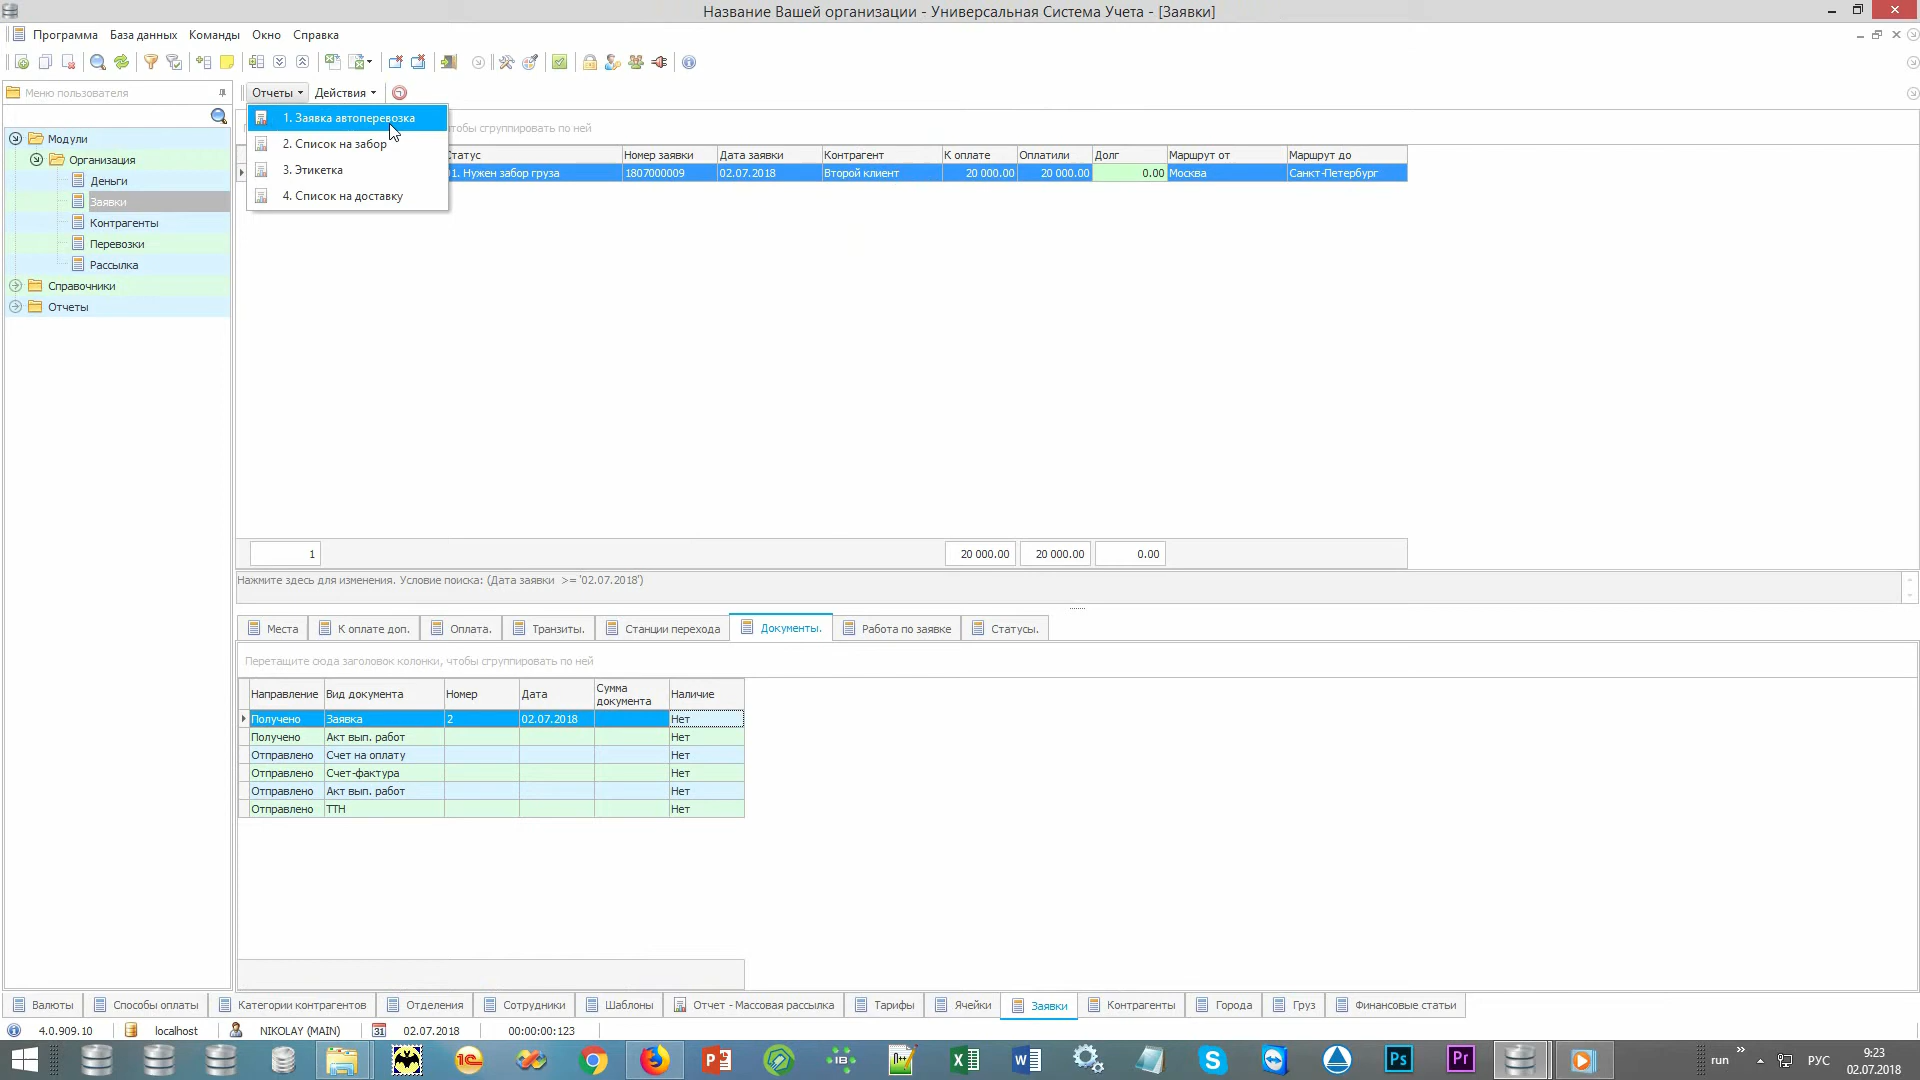 Название Вашей организации - Универсальная Система Учета - [Заявки]
Программа База данных Команды Окно Справка
Меню пользователя
Отчеты Действия
1. Заявка автоперевозка
2. Список на забор
3. Этикетка
4. Список на доставку
чтобы сгруппировать по ней
Модули
Организация
Деньги
Заявки
Контрагенты
Перевозки
Рассылка
Справочники
Отчеты
Статус Номер заявки Дата заявки Контрагент К оплате Оплатили Долг Маршрут от Маршрут до
1. Нужен забор груза 1807000009 02.07.2018 Второй клиент 20 000.00 20 000.00 0.00 Москва Санкт-Петербург
1 20 000.00 20 000.00 0.00
Нажмите здесь для изменения. Условие поиска: (Дата заявки >= '02.07.2018')
Места К оплате доп. Оплата. Транзиты. Станции перехода Документы. Работа по заявке Статусы.
Перетащите сюда заголовок колонки, чтобы сгруппировать по ней
Направление Вид документа Номер Дата Сумма документа Наличие
Получено Заявка 2 02.07.2018 Нет
Получено Акт вып. работ Нет
Отправлено Счет на оплату Нет
Отправлено Счет-фактура Нет
Отправлено Акт вып. работ Нет
Отправлено ТТН Нет
Валюты Способы оплаты Категории контрагентов Отделения Сотрудники Шаблоны Отчет - Массовая рассылка Тарифы Ячейки Заявки Контрагенты Города Груз Финансовые статьи
4.0.909.10 localhost NIKOLAY (MAIN) 31 02.07.2018 00:00:00:123
1С IB n++ Ps Pr run » РУС 9:23
02.07.2018